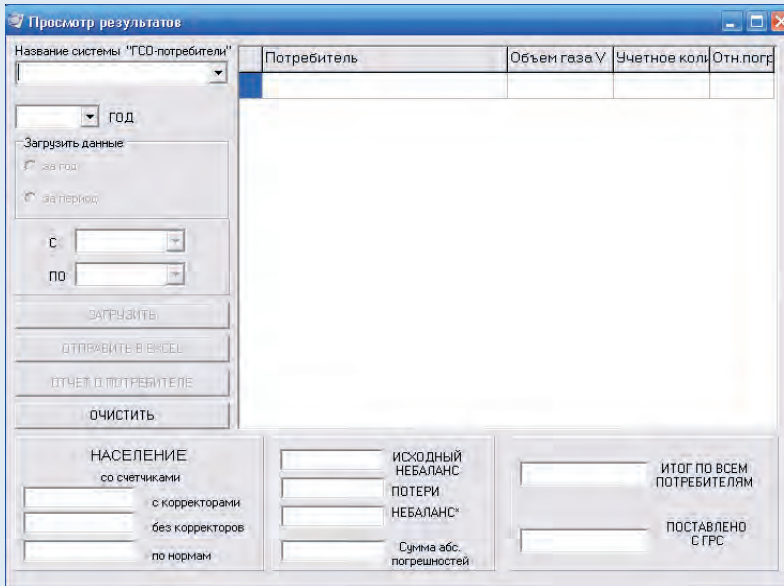 Просмотр результатов
Название системы "ГСО-потребители"
ГОД
Загрузить данные
за год
за период
С
ПО
ЗАГРУЗИТЬ
ОТПРАВИТЬ В EXCEL
ОТЧЕТ О ПОТРЕБИТЕЛЕ
ОЧИСТИТЬ
Потребитель Объем газа V Учетное коли Отн.погр
НАСЕЛЕНИЕ
со счетчиками
с корректорами
без корректоров
по нормам
ИСХОДНЫЙ
НЕБАЛАНС
ПОТЕРИ
НЕБАЛАНС*
Сумма абс.
погрешностей
ИТОГ ПО ВСЕМ
ПОТРЕБИТЕЛЯМ
ПОСТАВЛЕНО
С ГРС